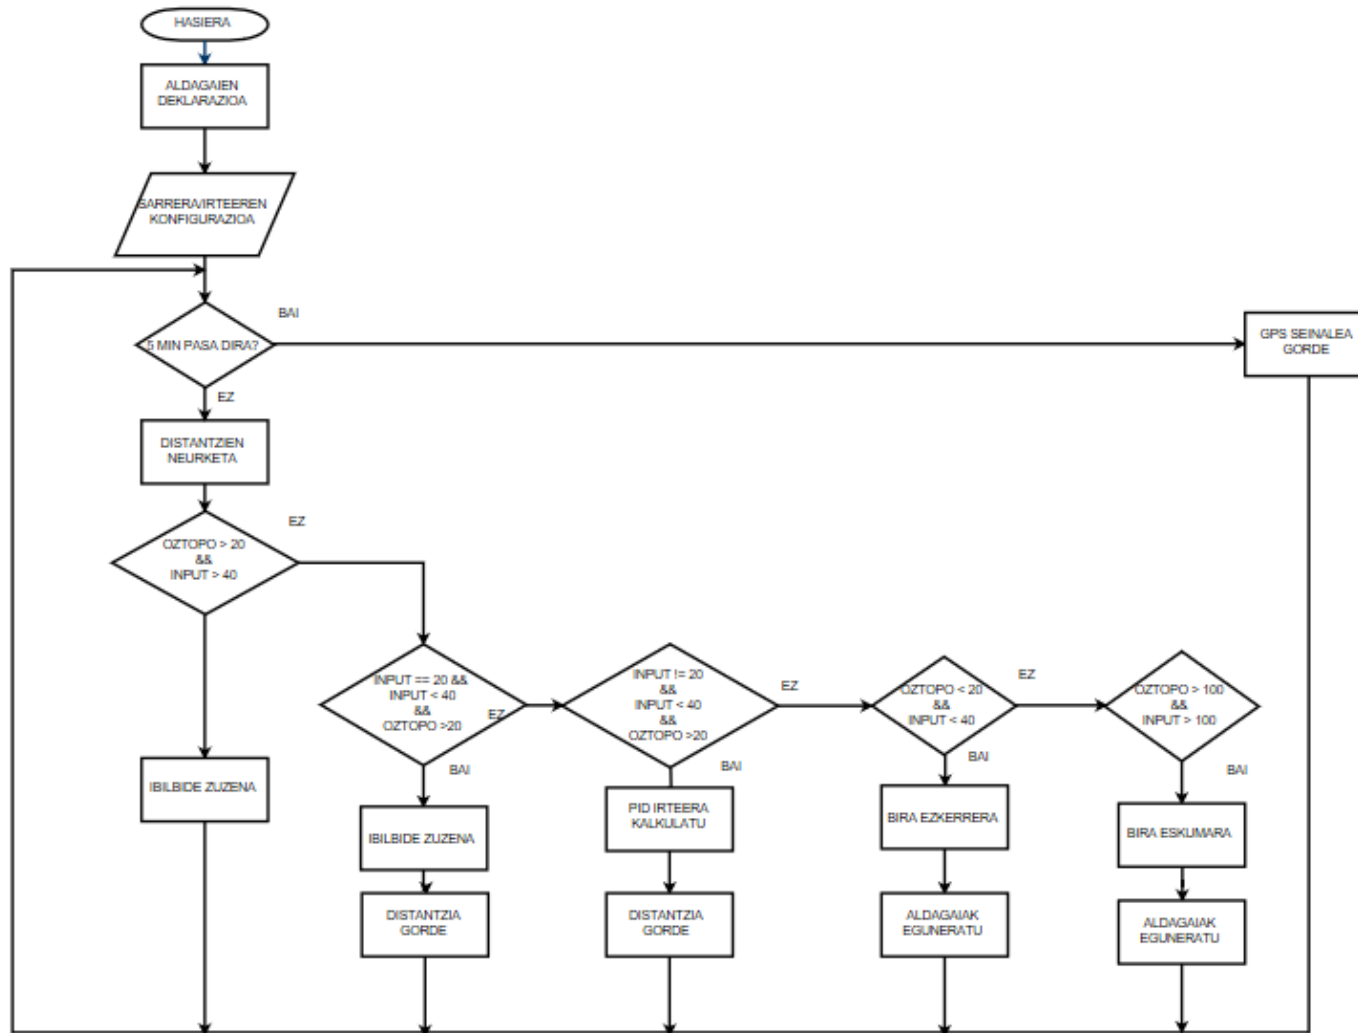 HASIERA
ALDAGAIEN
DEKLARAZIOA
SARRERA/IRTEEREN
KONFIGURAZIOA
BAI
5 MIN PASA DIRA?
GPS SEINALEA
GORDE
EZ
DISTANTZIEN
NEURKETA
EZ
OZTOPO > 20
&&
INPUT > 40
INPUT == 20 &&
INPUT < 40
&&
OZTOPO >20
EZ
INPUT != 20
&&
INPUT < 40
&&
OZTOPO >20
EZ
OZTOPO < 20
&&
INPUT < 40
EZ
OZTOPO > 100
&&
INPUT > 100
BAI
BAI
BAI
BAI
IBILBIDE ZUZENA
IBILBIDE ZUZENA
PID IRTEERA
KALKULATU
BIRA EZKERRERA
BIRA ESKUMARA
DISTANTZIA
GORDE
DISTANTZIA
GORDE
ALDAGAIAK
EGUNERATU
ALDAGAIAK
EGUNERATU